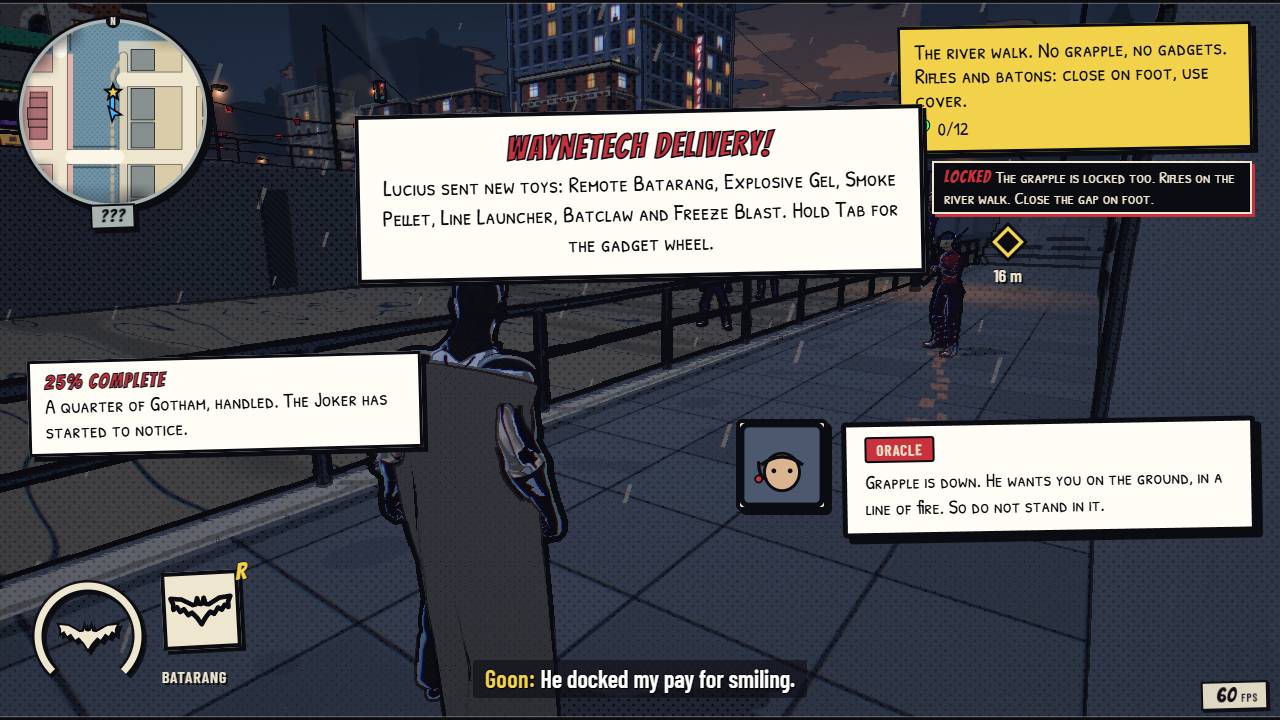 N
???
THE RIVER WALK. NO GRAPPLE, NO GADGETS.
RIFLES AND BATONS: CLOSE ON FOOT, USE
COVER.
0/12
WAYNETECH DELIVERY!
LUCIUS SENT NEW TOYS: REMOTE BATARANG, EXPLOSIVE GEL, SMOKE
PELLET, LINE LAUNCHER, BATCLAW AND FREEZE BLAST. HOLD TAB FOR
THE GADGET WHEEL.
LOCKED THE GRAPPLE IS LOCKED TOO. RIFLES ON THE
RIVER WALK. CLOSE THE GAP ON FOOT.
16 m
25% COMPLETE
A QUARTER OF GOTHAM, HANDLED. THE JOKER HAS
STARTED TO NOTICE.
ORACLE
GRAPPLE IS DOWN. HE WANTS YOU ON THE GROUND, IN A
LINE OF FIRE. SO DO NOT STAND IN IT.
R
BATARANG
Goon: He docked my pay for smiling.
60 FPS